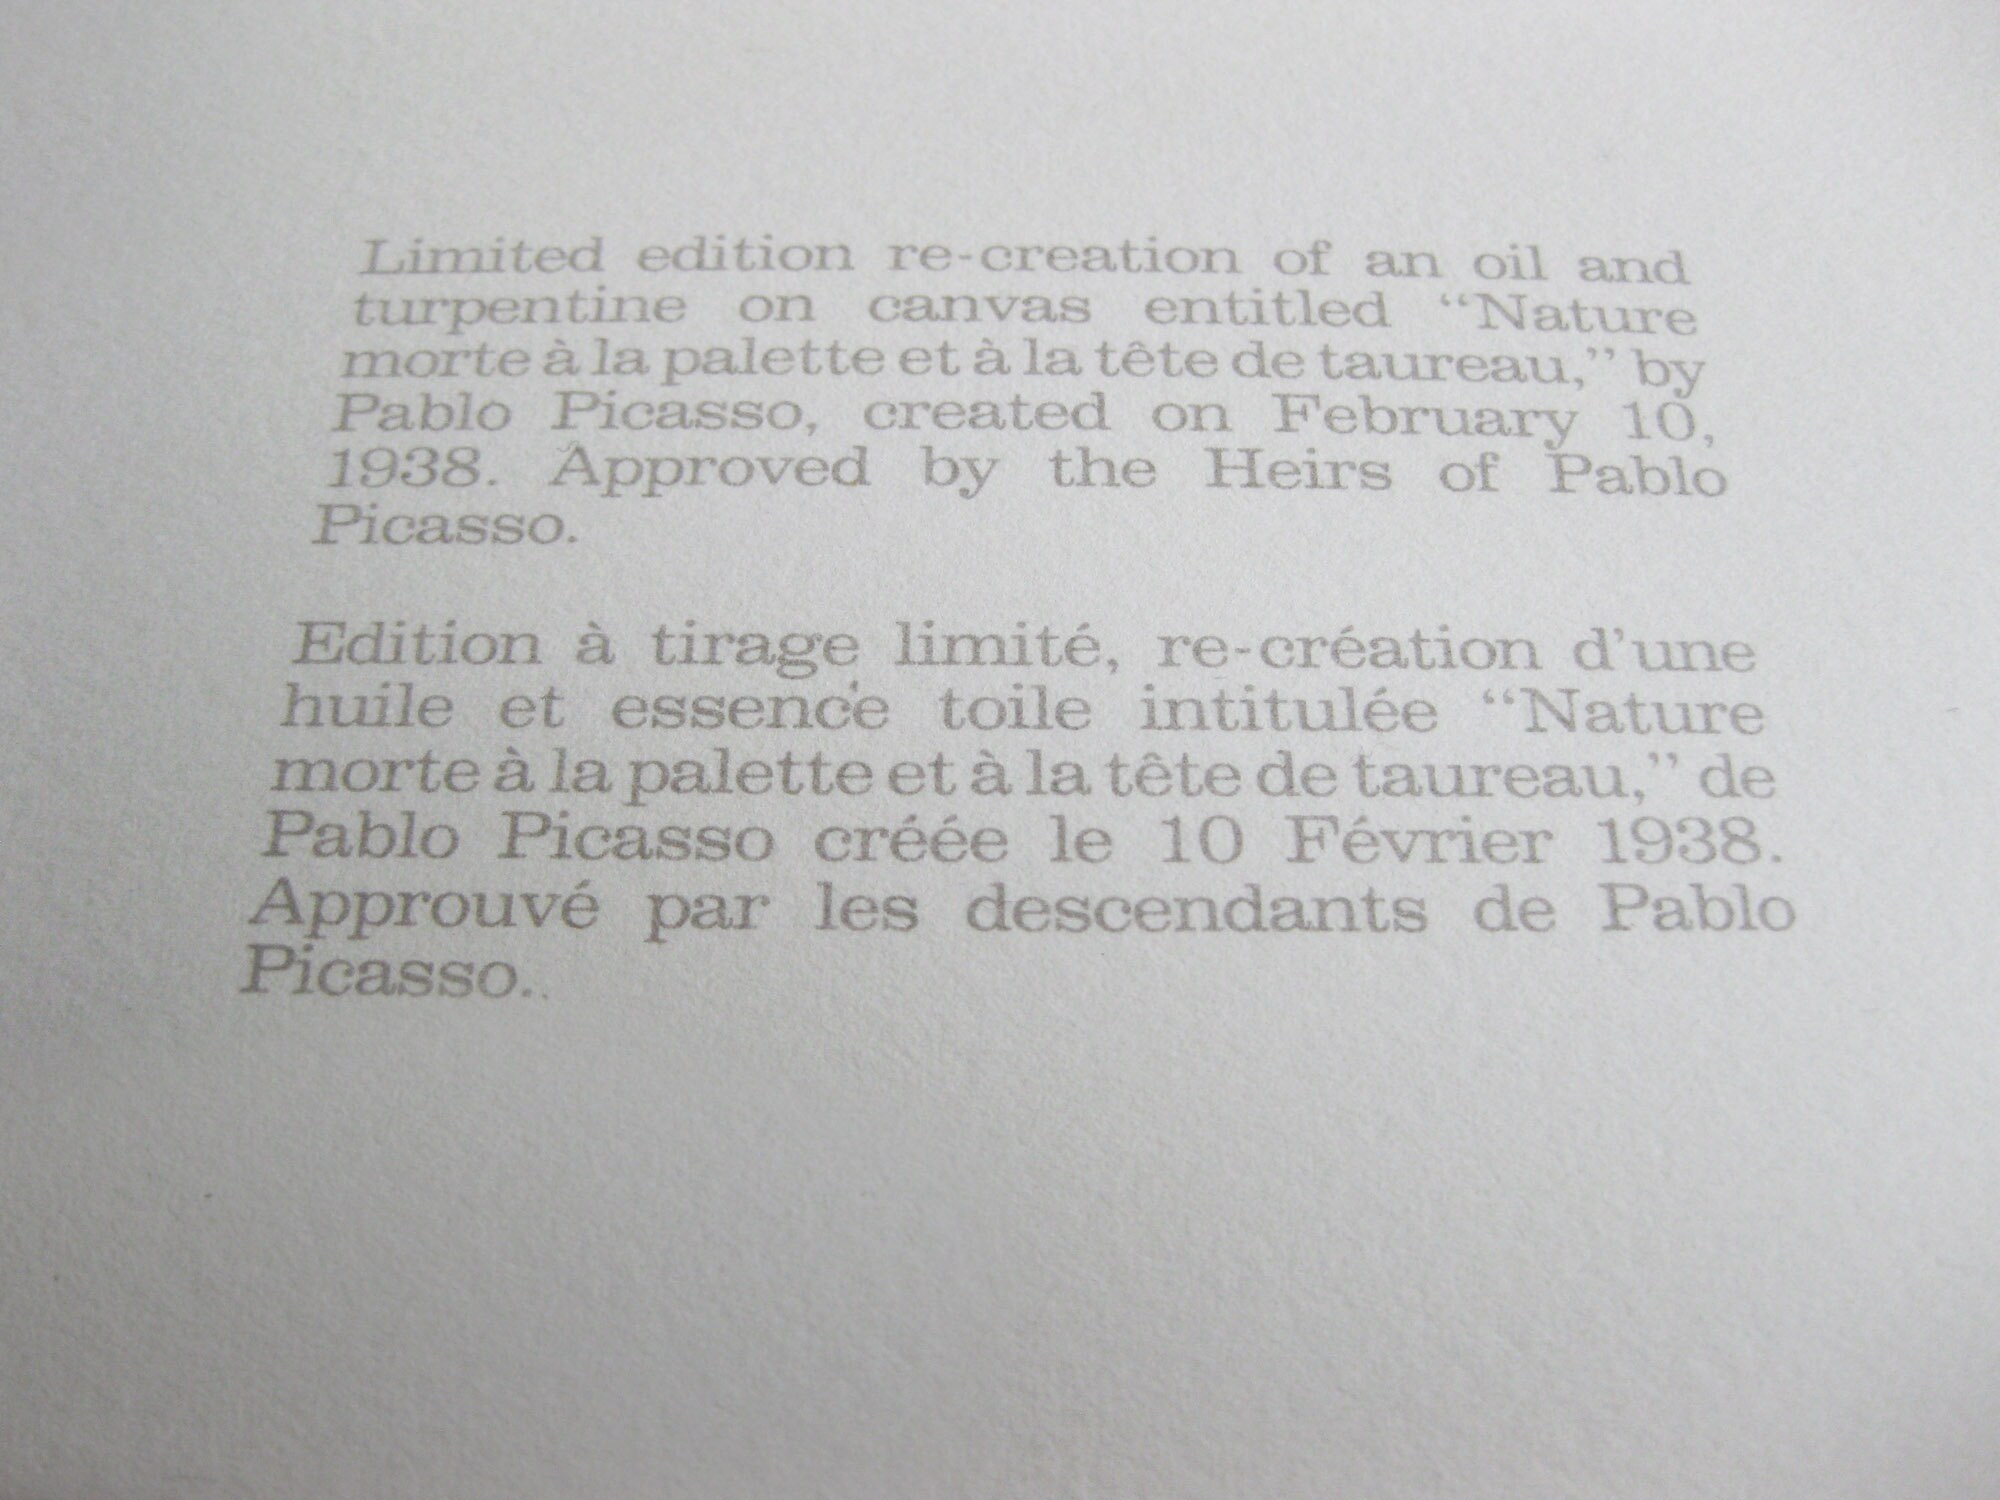 Limited edition re-creation of an oil and
turpentine on canvas entitled “Nature
morte à la palette et à la tête de taureau,” by
Pablo Picasso, created on February 10,
1938. Approved by the Heirs of Pablo
Picasso.
Edition à tirage limité, re-création d'une
huile et essence toile intitulée “Nature
morte à la palette et à la tête de taureau,” de
Pablo Picasso créée le 10 Février 1938.
Approuvé par les descendants de Pablo
Picasso.